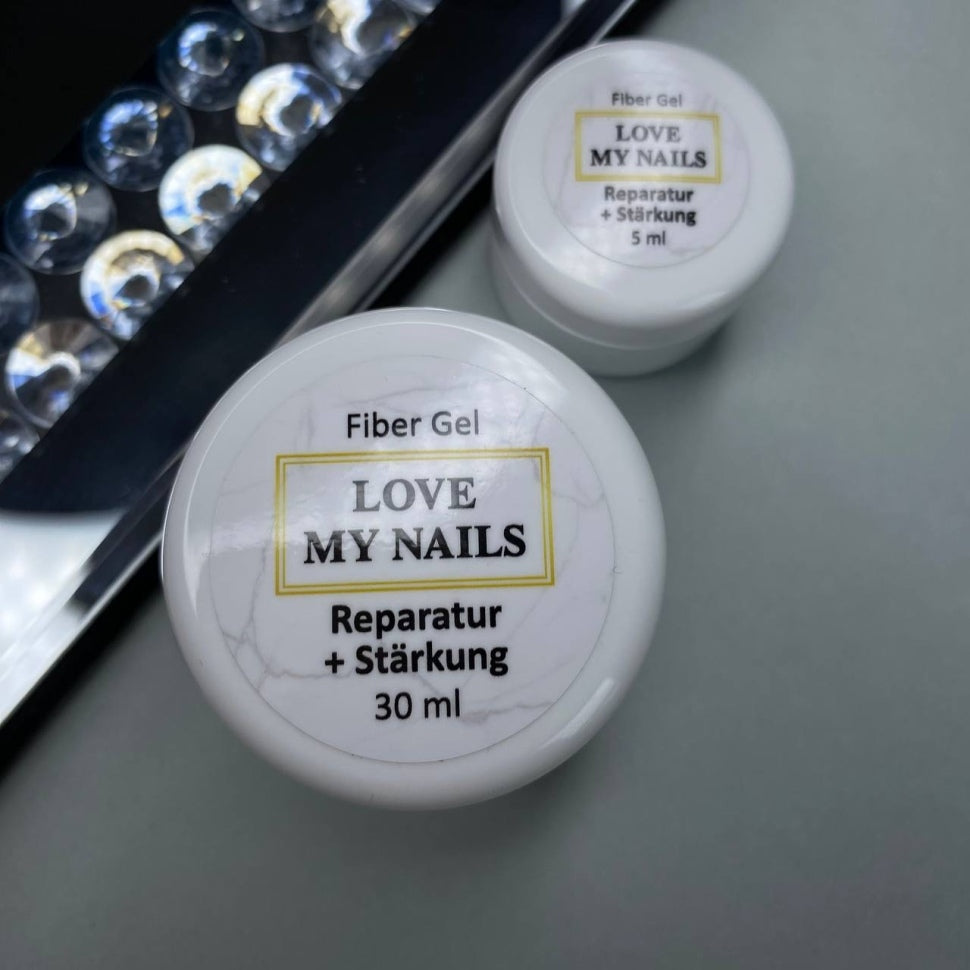 Fiber Gel
LOVE
MY NAILS
Reparatur
+ Stärkung
5 ml
Fiber Gel
LOVE
MY NAILS
Reparatur
+ Stärkung
30 ml